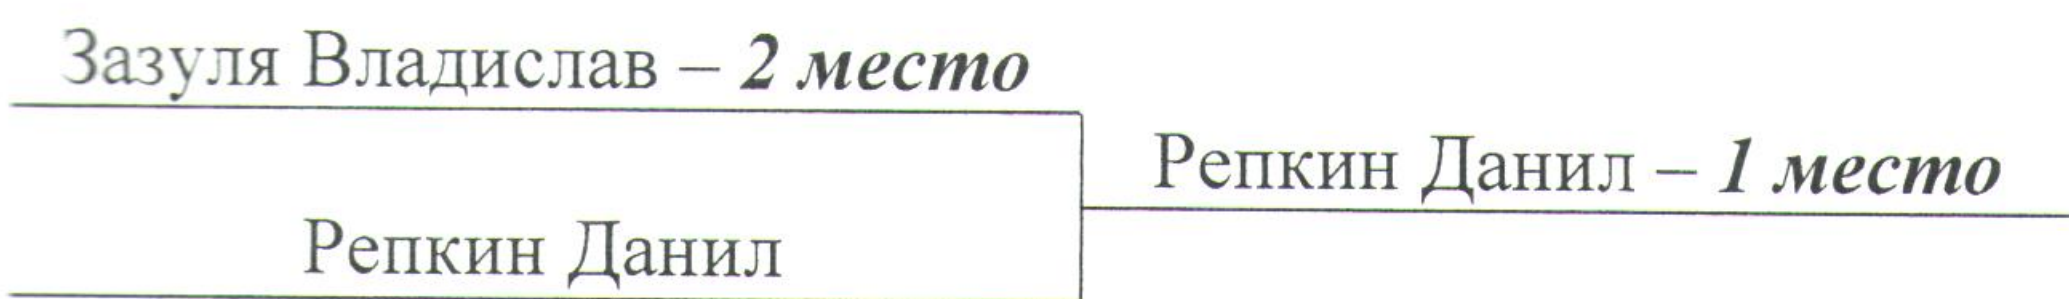 Зазуля Владислав – 2 место
Репкин Данил – 1 место
Репкин Данил